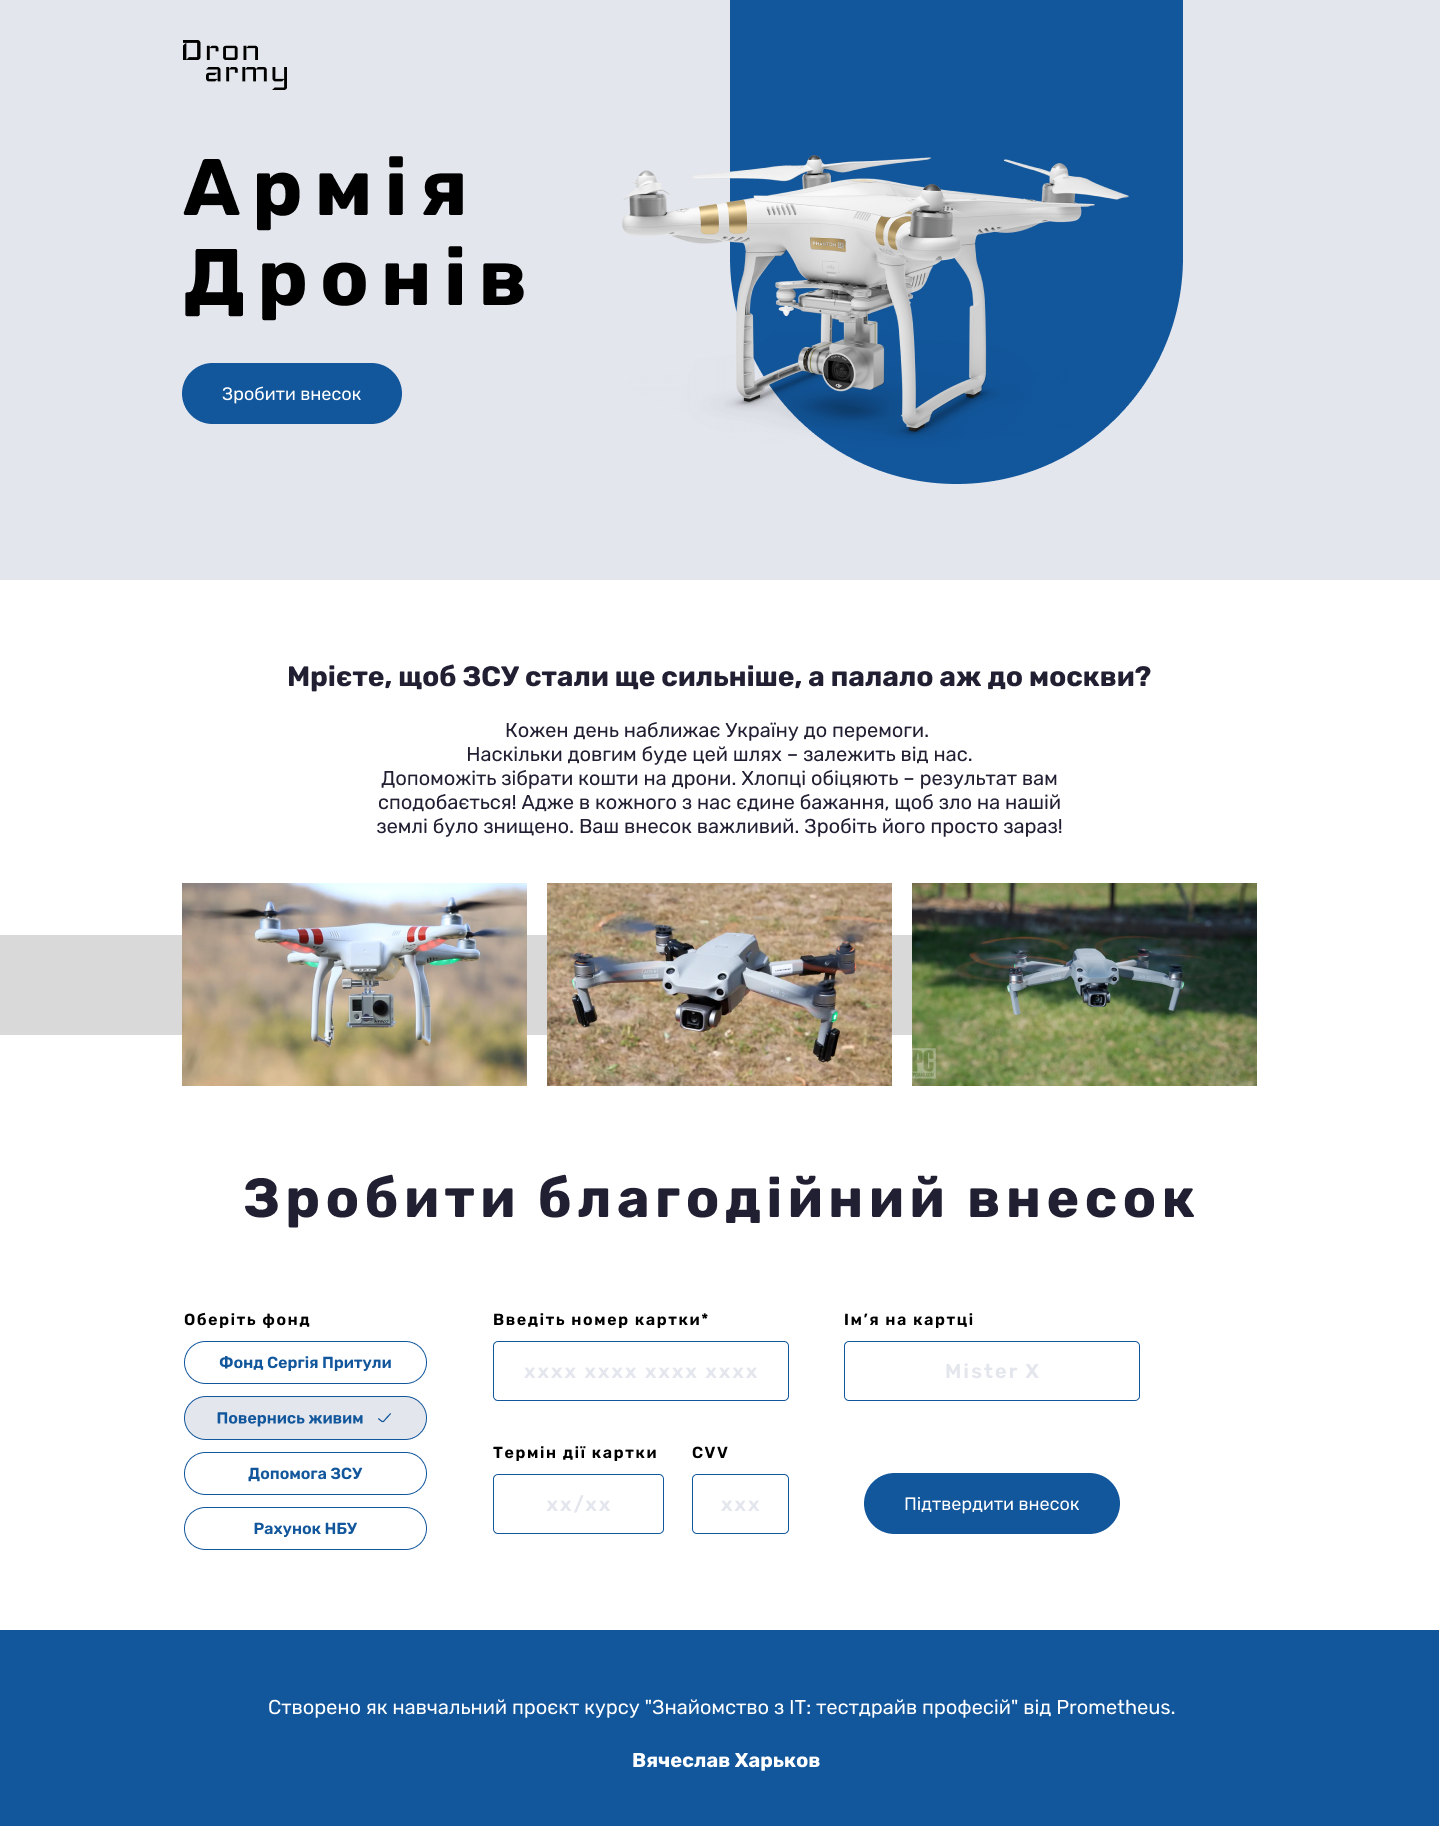 Dron
army
Армія
Дронів
Зробити внесок
Мрієте, щоб ЗСУ стали ще сильніше, а палало аж до москви?
Кожен день наближає Україну до перемоги.
Наскільки довгим буде цей шлях – залежить від нас.
Допоможіть зібрати кошти на дрони. Хлопці обіцяють – результат вам
сподобається! Адже в кожного з нас єдине бажання, щоб зло на нашій
землі було знищено. Ваш внесок важливий. Зробіть його просто зараз!
PC
Зробити благодійний внесок
Оберіть фонд
Фонд Сергія Притули
Повернись живим
Допомога ЗСУ
Рахунок НБУ
Введіть номер картки*
xxxx xxxx xxxx xxxx
Ім’я на картці
Mister X
Термін дії картки
xx/xx
CVV
xxx
Підтвердити внесок
Створено як навчальний проєкт курсу "Знайомство з IT: тестдрайв професій" від Prometheus.
Вячеслав Харьков